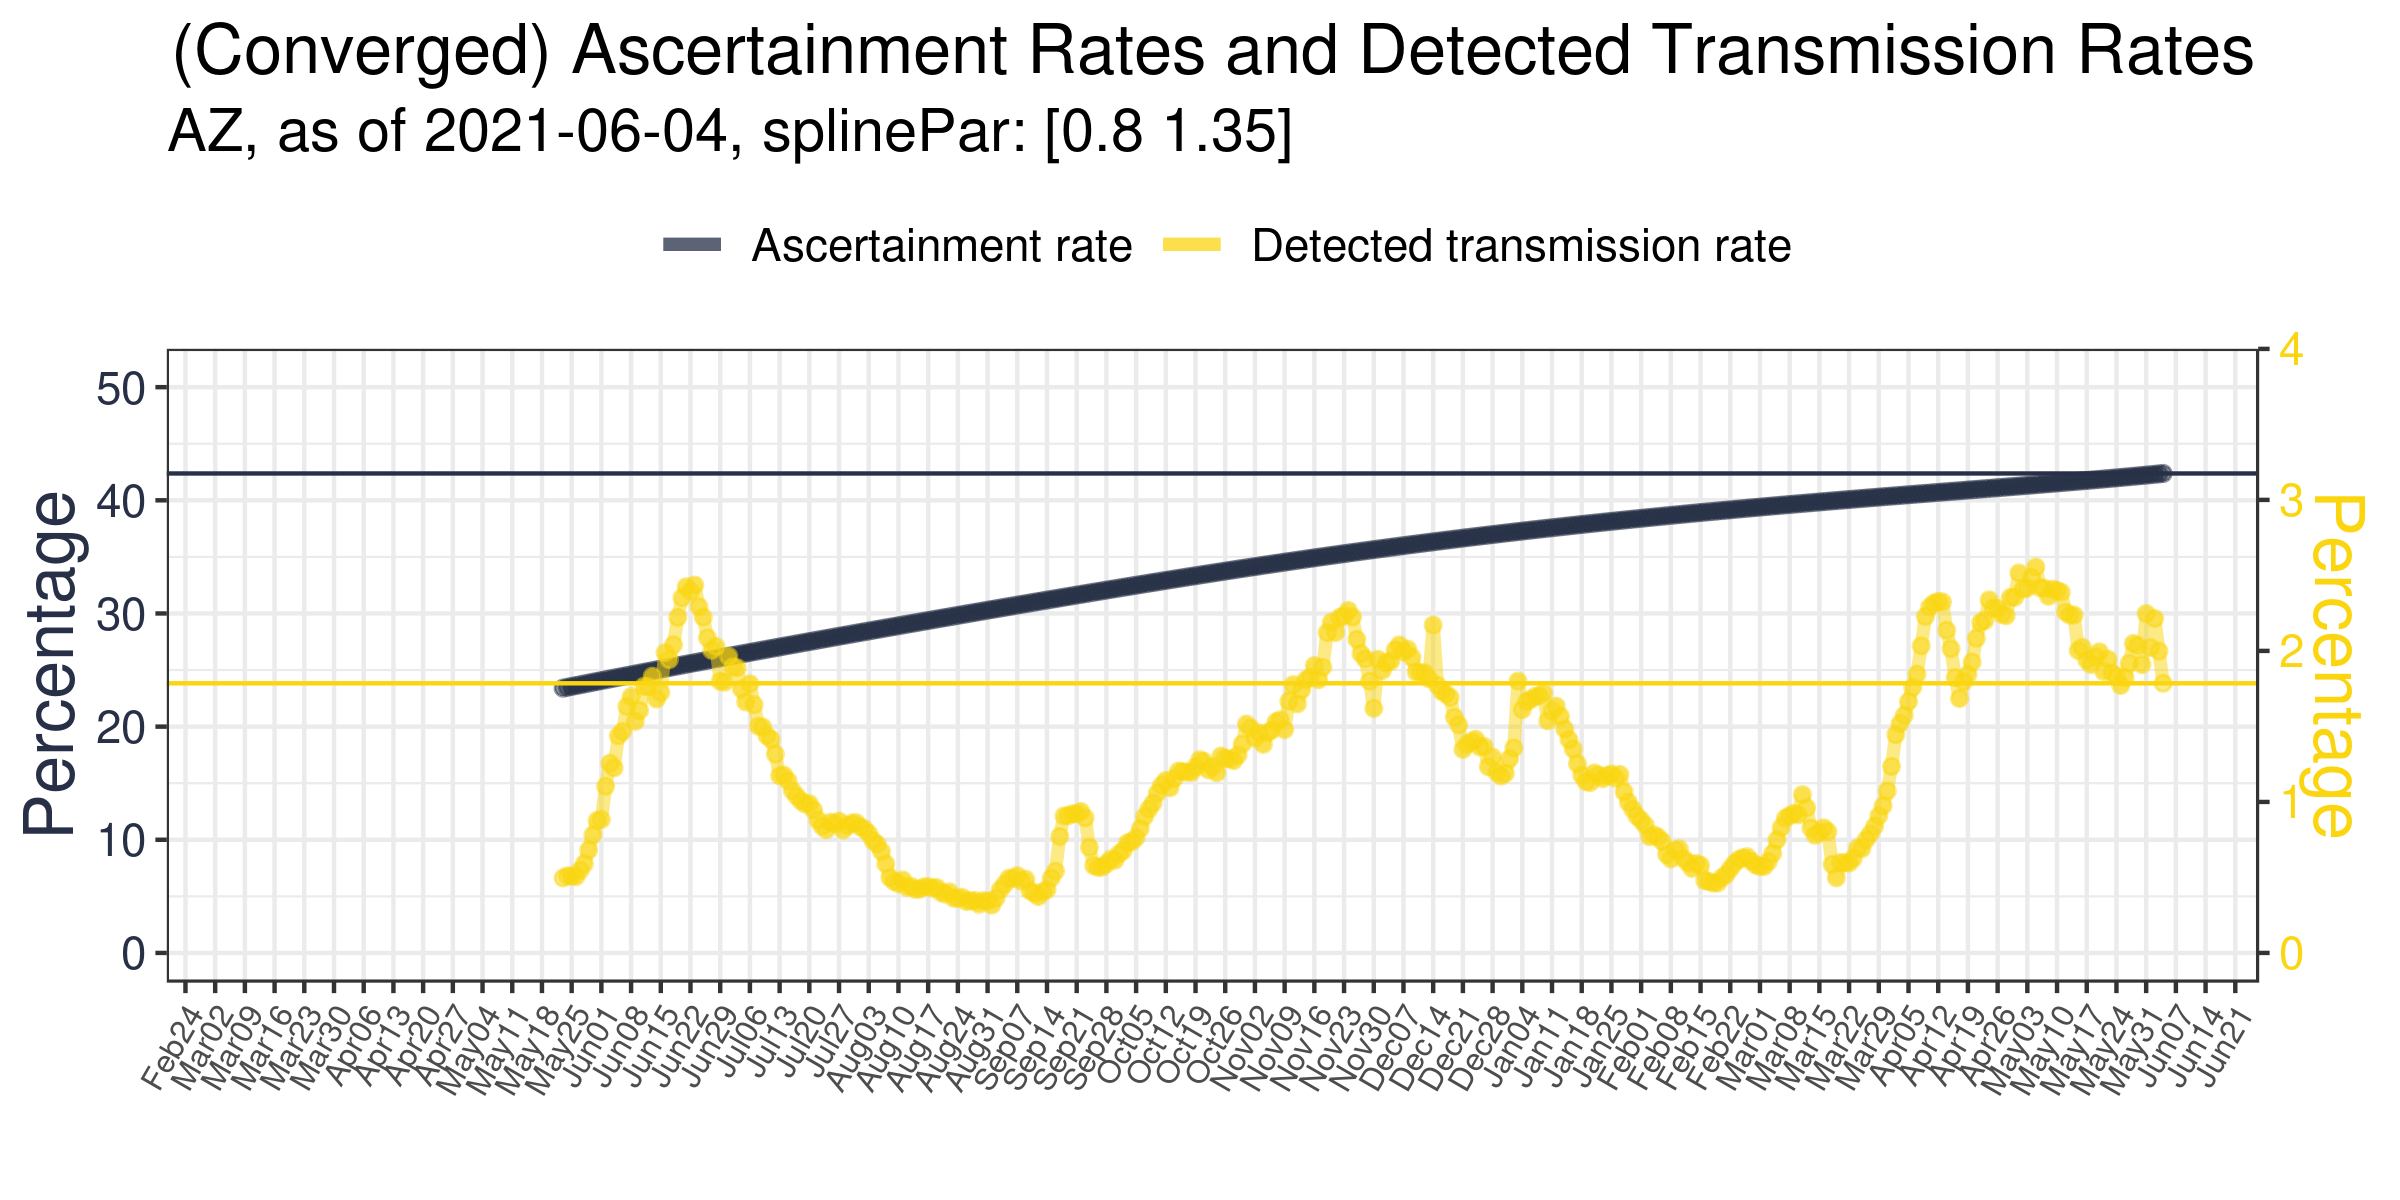 (Converged) Ascertainment Rates and Detected Transmission Rates
AZ, as of 2021-06-04, splinePar: [0.8 1.35]
Ascertainment rate Detected transmission rate
Percentage
50
40
30
20
10
0
4
3
2
1
0
Percentage
Feb24 Mar02 Mar09 Mar16 Mar23 Mar30 Apr06 Apr13 Apr20 Apr27 May04 May11 May18 May25 Jun01 Jun08 Jun15 Jun22 Jun29 Jul06 Jul13 Jul20 Jul27 Aug03 Aug10 Aug17 Aug24 Aug31 Sep07 Sep14 Sep21 Sep28 Oct05 Oct12 Oct19 Oct26 Nov02 Nov09 Nov16 Nov23 Nov30 Dec07 Dec14 Dec21 Dec28 Jan04 Jan11 Jan18 Jan25 Feb01 Feb08 Feb15 Feb22 Mar01 Mar08 Mar15 Mar22 Mar29 Apr05 Apr12 Apr19 Apr26 May03 May10 May17 May24 May31 Jun07 Jun14 Jun21